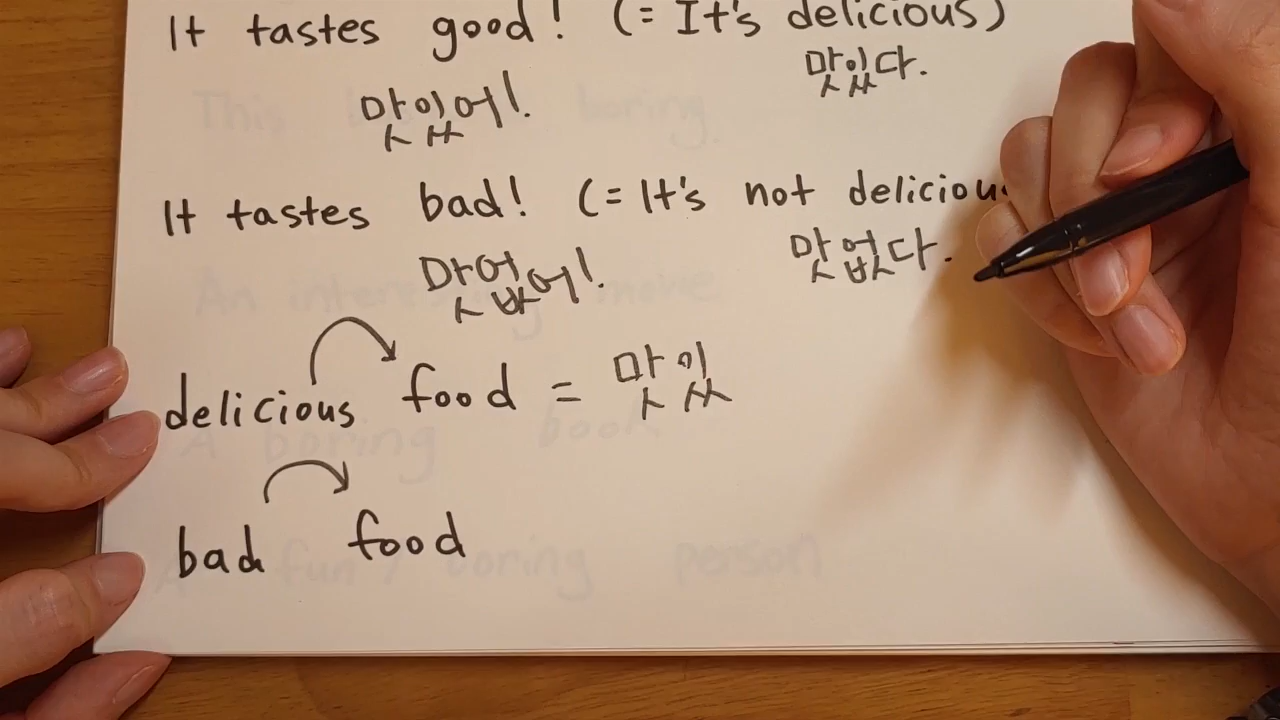 It tastes good! (= It's delicious)
맛있어! 맛있다.
It tastes bad! (= It's not delicious
맛없어! 맛없다.
delicious food = 맛있
bad food